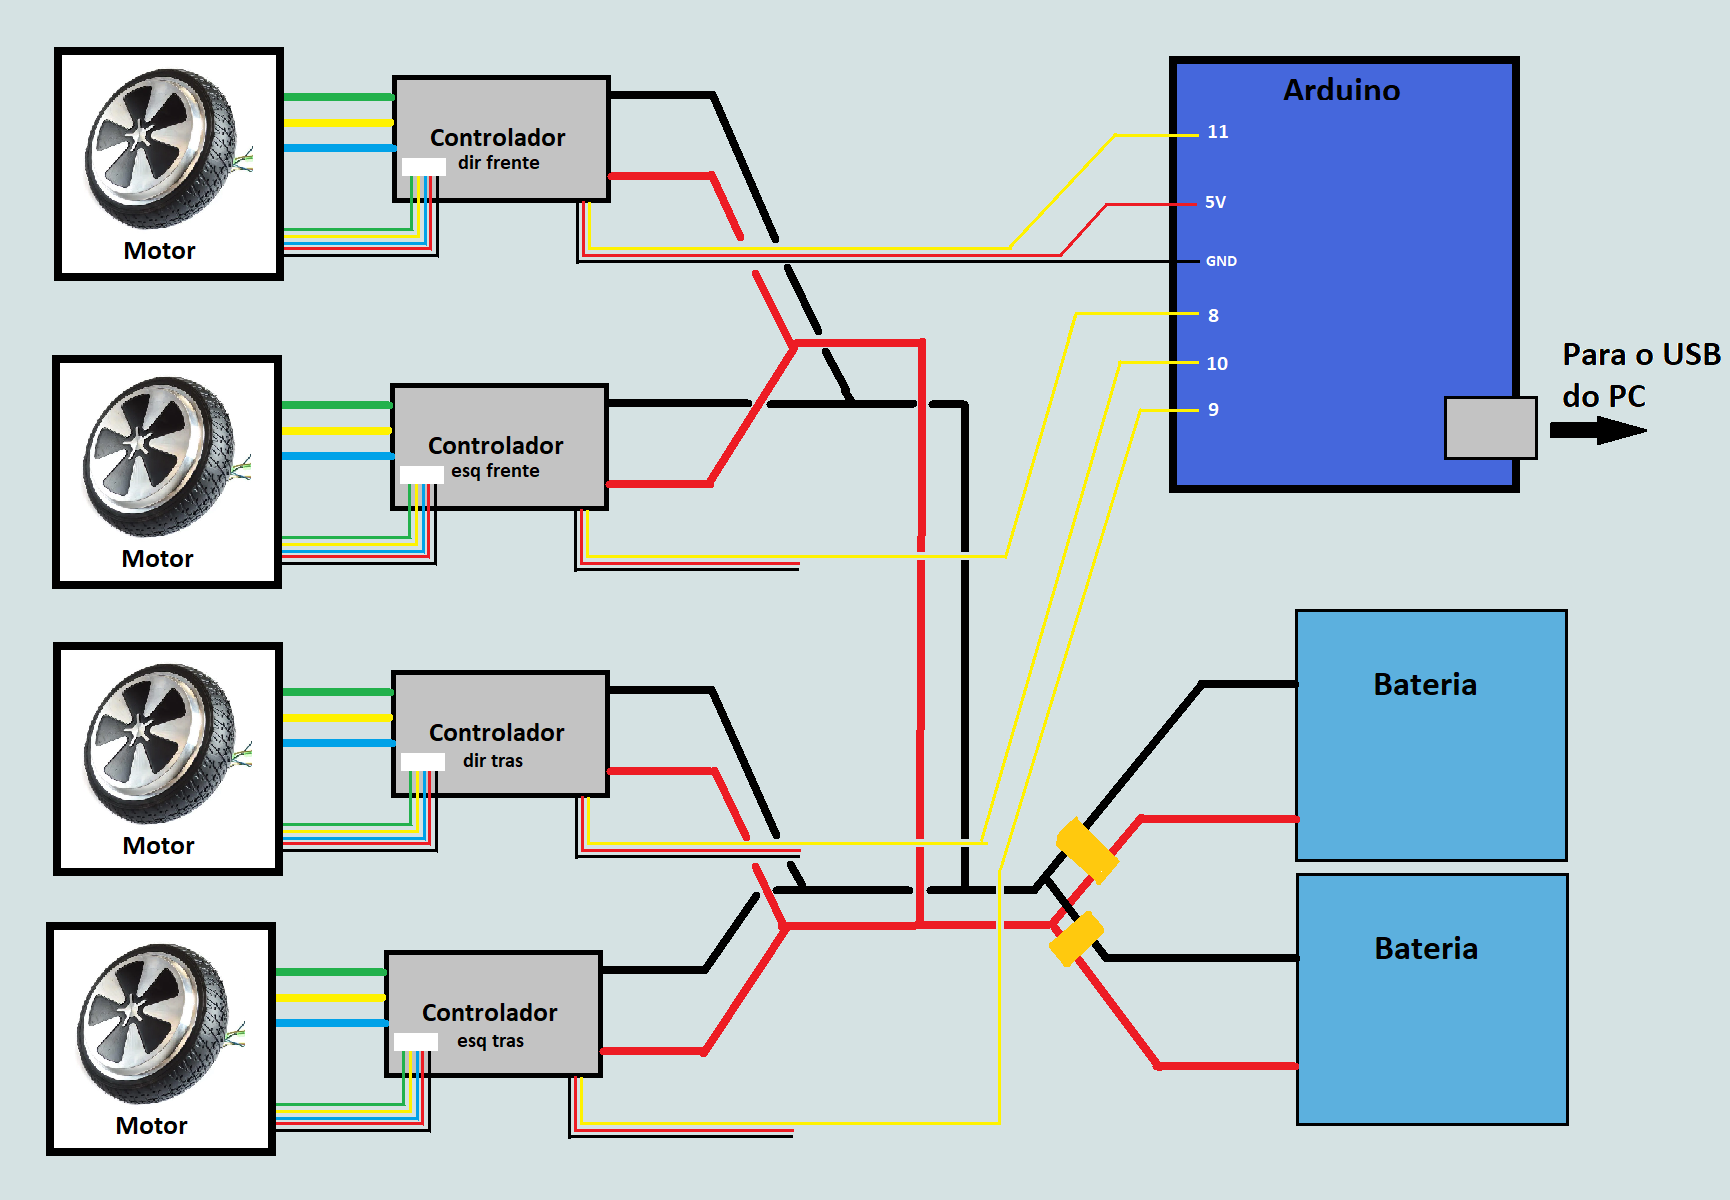 Motor
Controlador
dir frente
Motor
Controlador
esq frente
Motor
Controlador
dir tras
Motor
Controlador
esq tras
Arduino
11
5V
GND
8
10
9
Para o USB
do PC
Bateria
Bateria